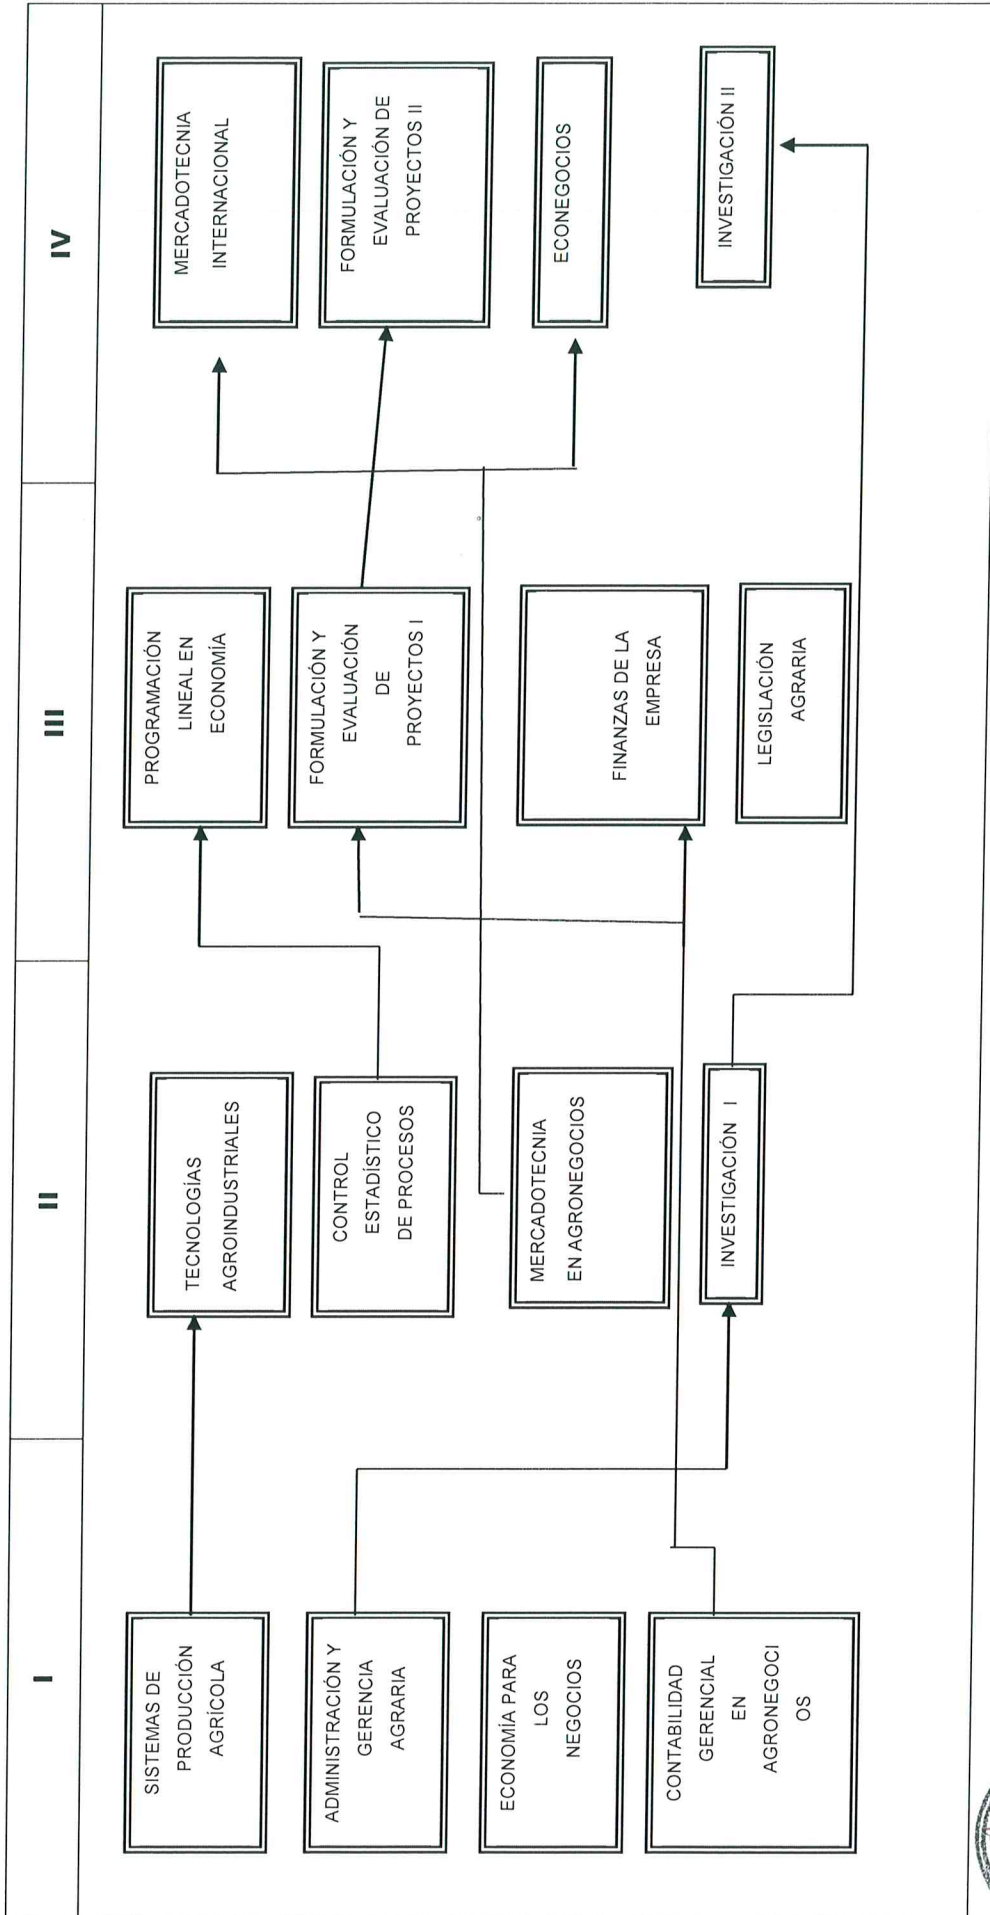 I
II
III
IV
SISTEMAS DE
PRODUCCIÓN
AGRÍCOLA
ADMINISTRACIÓN Y
GERENCIA
AGRARIA
ECONOMÍA PARA
LOS
NEGOCIOS
CONTABILIDAD
GERENCIAL
EN
AGRONEGOCI
OS
TECNOLOGÍAS
AGROINDUSTRIALES
CONTROL
ESTADÍSTICO
DE PROCESOS
MERCADOTECNIA
EN AGRONEGOCIOS
INVESTIGACIÓN I
PROGRAMACIÓN
LINEAL EN
ECONOMÍA
FORMULACIÓN Y
EVALUACIÓN
DE
PROYECTOS I
FINANZAS DE LA
EMPRESA
LEGISLACIÓN
AGRARIA
MERCADOTECNIA
INTERNACIONAL
FORMULACIÓN Y
EVALUACIÓN DE
PROYECTOS II
ECONEGOCIOS
INVESTIGACIÓN II